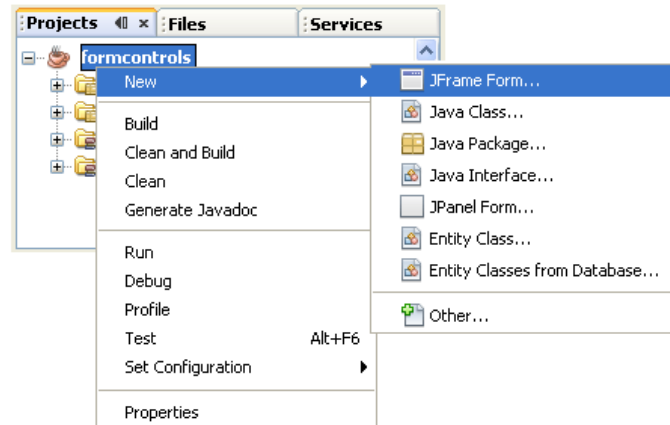 Projects Files Services
formcontrols
New
Build
Clean and Build
Clean
Generate Javadoc
Run
Debug
Profile
Test Alt+F6
Set Configuration
Properties
JFrame Form...
Java Class...
Java Package...
Java Interface...
JPanel Form...
Entity Class...
Entity Classes from Database...
Other...